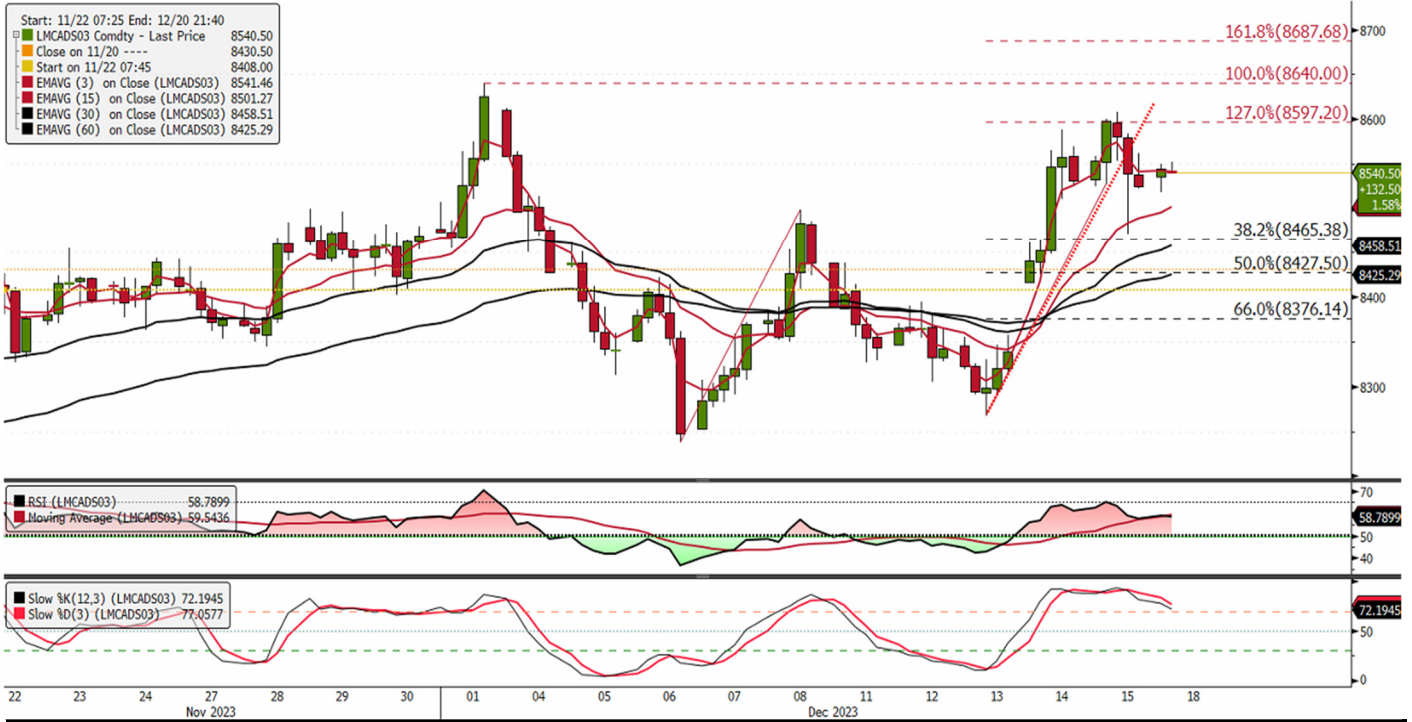 Start: 11/22 07:25 End: 12/20 21:40
LMCADS03 Comdty - Last Price 8540.50
Close on 11/20 ---- 8430.50
Start on 11/22 07:45 8408.00
EMAVG (3) on Close (LMCADS03) 8541.46
EMAVG (15) on Close (LMCADS03) 8501.27
EMAVG (30) on Close (LMCADS03) 8458.51
EMAVG (60) on Close (LMCADS03) 8425.29
161.8%(8687.68)
100.0%(8640.00)
127.0%(8597.20)
38.2%(8465.38)
50.0%(8427.50)
66.0%(8376.14)
8700
8600
8540.50
+132.50
1.58%
8458.51
8425.29
8400
8300
RSI (LMCADS03) 58.7899
Moving Average (LMCADS03) 59.5436
70
58.7899
50
40
Slow %K(12,3) (LMCADS03) 72.1945
Slow %D(3) (LMCADS03) 77.0577
72.1945
50
0
22 23 24 27 28 29 30 01 04 05 06 07 08 11 12 13 14 15 18
Nov 2023 Dec 2023